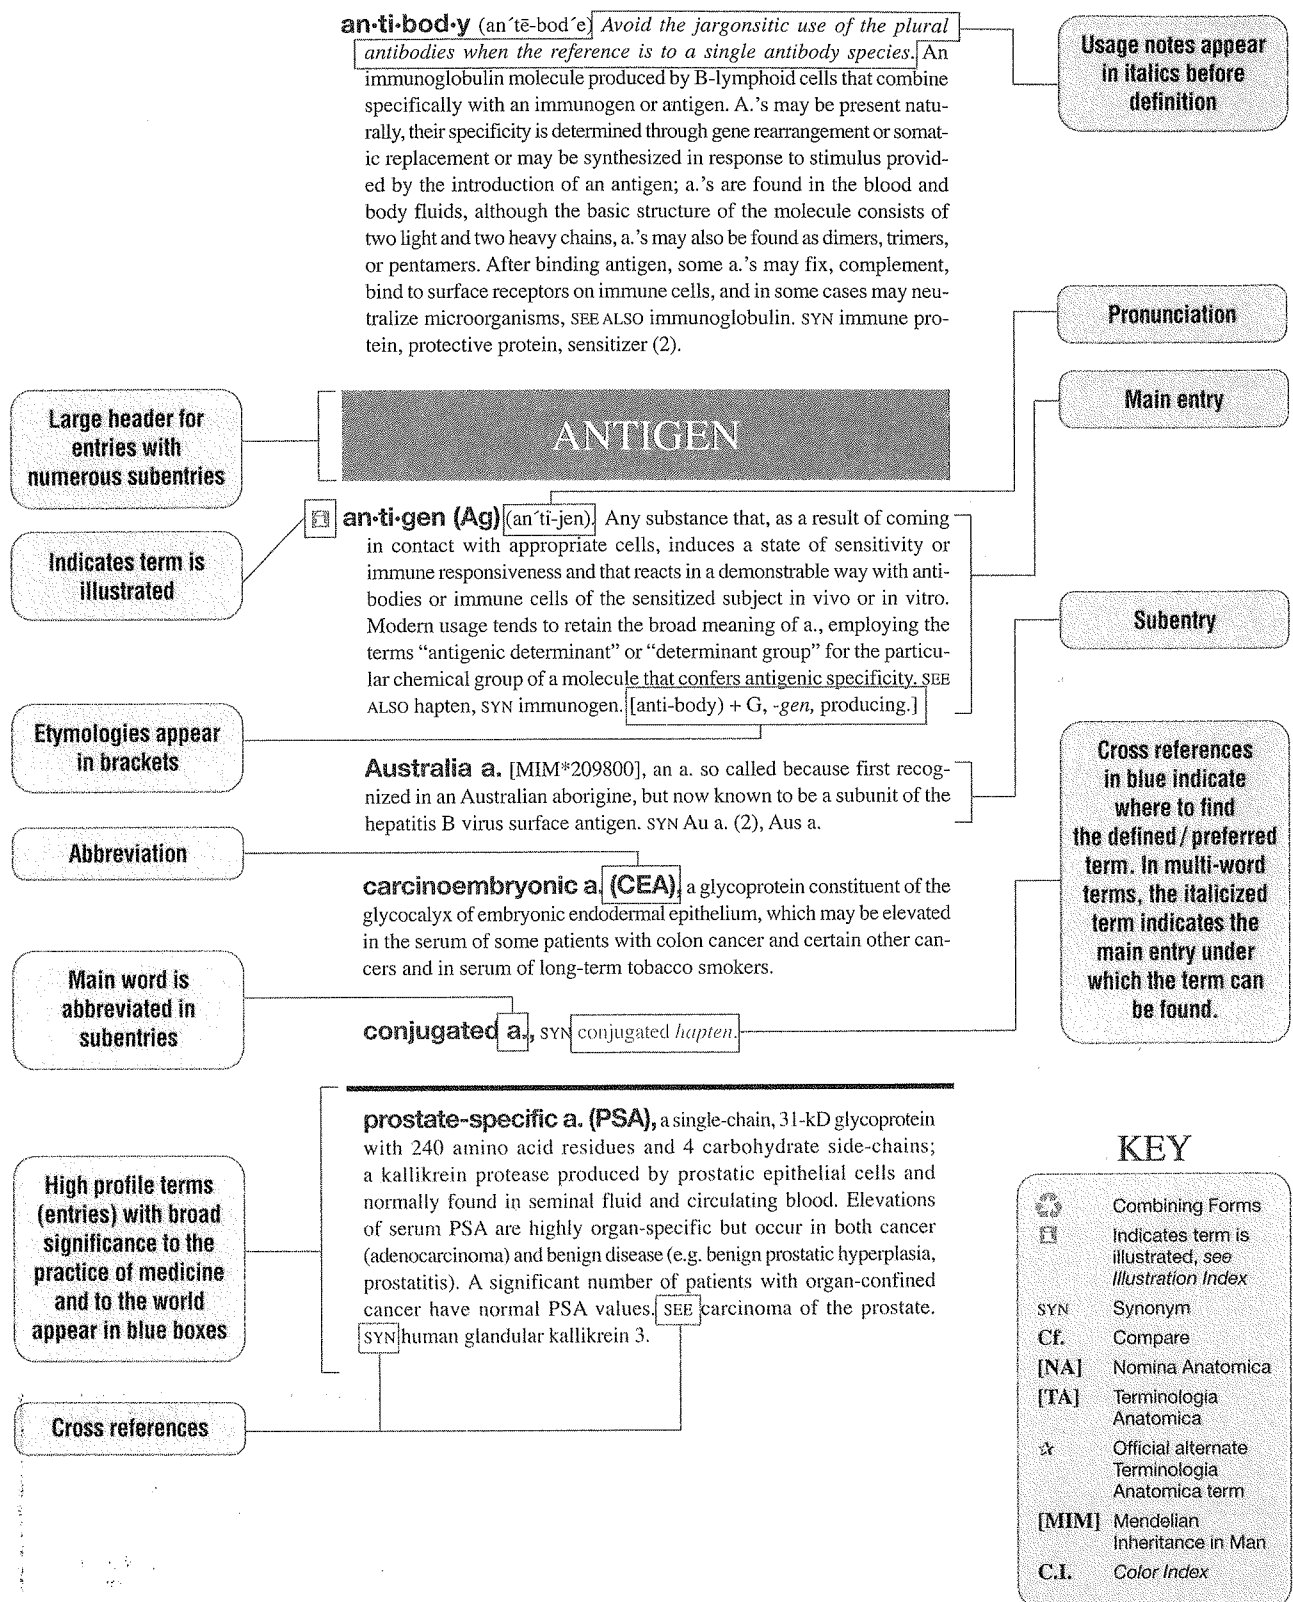 an·ti·bod·y (an´tē-bod´e) Avoid the jargonsitic use of the plural
antibodies when the reference is to a single antibody species. An
immunoglobulin molecule produced by B-lymphoid cells that combine
specifically with an immunogen or antigen. A.'s may be present natu-
rally, their specificity is determined through gene rearrangement or somat-
ic replacement or may be synthesized in response to stimulus provid-
ed by the introduction of an antigen; a.'s are found in the blood and
body fluids, although the basic structure of the molecule consists of
two light and two heavy chains, a.'s may also be found as dimers, trimers,
or pentamers. After binding antigen, some a.'s may fix, complement,
bind to surface receptors on immune cells, and in some cases may neu-
tralize microorganisms, SEE ALSO immunoglobulin. SYN immune pro-
tein, protective protein, sensitizer (2).
Usage notes appear
in italics before
definition
Pronunciation
Main entry
Large header for
entries with
numerous subentries
ANTIGEN
Indicates term is
illustrated
an·ti·gen (Ag) (an´tĭ-jen). Any substance that, as a result of coming
in contact with appropriate cells, induces a state of sensitivity or
immune responsiveness and that reacts in a demonstrable way with anti-
bodies or immune cells of the sensitized subject in vivo or in vitro.
Modern usage tends to retain the broad meaning of a., employing the
terms “antigenic determinant” or “determinant group” for the particu-
lar chemical group of a molecule that confers antigenic specificity. SEE
ALSO hapten, SYN immunogen. [anti-body) + G, -gen, producing.]
Subentry
Etymologies appear
in brackets
Australia a. [MIM*209800], an a. so called because first recog-
nized in an Australian aborigine, but now known to be a subunit of the
hepatitis B virus surface antigen. SYN Au a. (2), Aus a.
Abbreviation
carcinoembryonic a. (CEA), a glycoprotein constituent of the
glycocalyx of embryonic endodermal epithelium, which may be elevated
in the serum of some patients with colon cancer and certain other can-
cers and in serum of long-term tobacco smokers.
Cross references
in blue indicate
where to find
the defined / preferred
term. In multi-word
terms, the italicized
term indicates the
main entry under
which the term can
be found.
Main word is
abbreviated in
subentries
conjugated a., SYN conjugated hapten.
High profile terms
(entries) with broad
significance to the
practice of medicine
and to the world
appear in blue boxes
prostate-specific a. (PSA), a single-chain, 31-kD glycoprotein
with 240 amino acid residues and 4 carbohydrate side-chains;
a kallikrein protease produced by prostatic epithelial cells and
normally found in seminal fluid and circulating blood. Elevations
of serum PSA are highly organ-specific but occur in both cancer
(adenocarcinoma) and benign disease (e.g. benign prostatic hyperplasia,
prostatitis). A significant number of patients with organ-confined
cancer have normal PSA values. SEE carcinoma of the prostate.
SYN human glandular kallikrein 3.
Cross references
KEY
Combining Forms
Indicates term is
illustrated, see
Illustration Index
SYN Synonym
Cf. Compare
[NA] Nomina Anatomica
[TA] Terminologia
Anatomica
☆ Official alternate
Terminologia
Anatomica term
[MIM] Mendelian
Inheritance in Man
C.I. Color Index